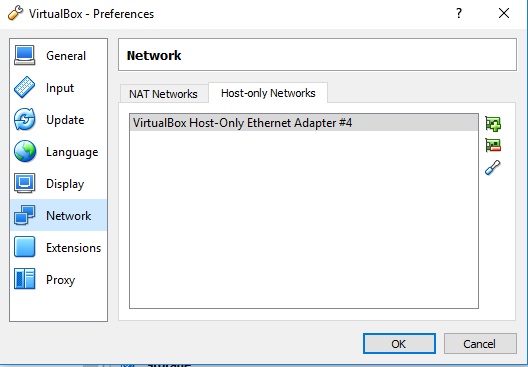 VirtualBox - Preferences
?
General
Input
Update
Language
Display
Network
Extensions
Proxy
Network
NAT Networks
Host-only Networks
VirtualBox Host-Only Ethernet Adapter #4
OK
Cancel